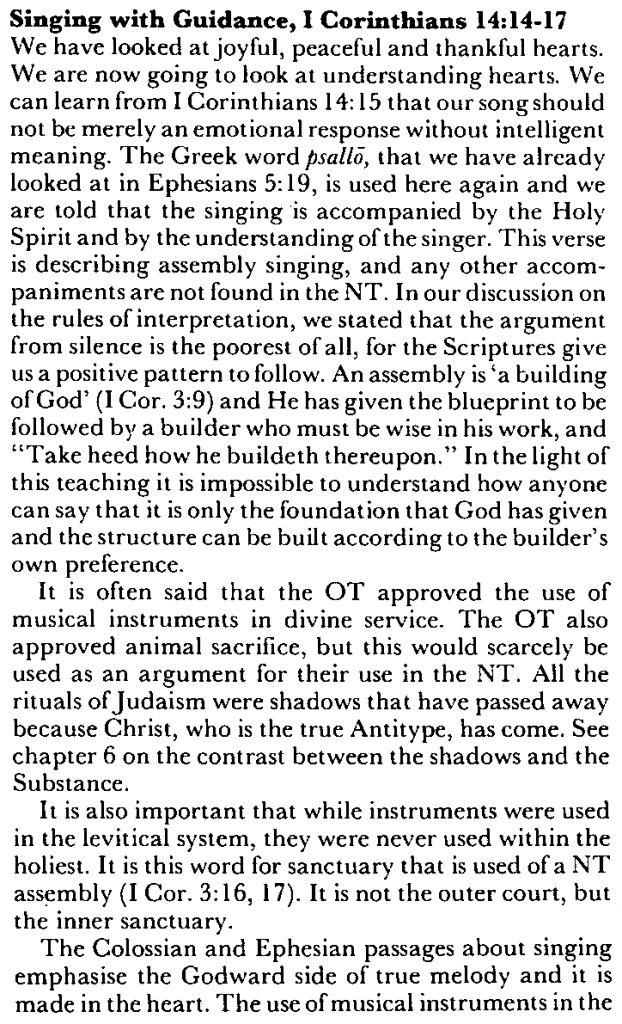 Singing with Guidance, I Corinthians 14:14-17
We have looked at joyful, peaceful and thankful hearts.
We are now going to look at understanding hearts. We
can learn from I Corinthians 14:15 that our song should
not be merely an emotional response without intelligent
meaning. The Greek word psallō, that we have already
looked at in Ephesians 5:19, is used here again and we
are told that the singing is accompanied by the Holy
Spirit and by the understanding of the singer. This verse
is describing assembly singing, and any other accom-
paniments are not found in the NT. In our discussion on
the rules of interpretation, we stated that the argument
from silence is the poorest of all, for the Scriptures give
us a positive pattern to follow. An assembly is ‘a building
of God’ (I Cor. 3:9) and He has given the blueprint to be
followed by a builder who must be wise in his work, and
“Take heed how he buildeth thereupon.” In the light of
this teaching it is impossible to understand how anyone
can say that it is only the foundation that God has given
and the structure can be built according to the builder’s
own preference.
It is often said that the OT approved the use of
musical instruments in divine service. The OT also
approved animal sacrifice, but this would scarcely be
used as an argument for their use in the NT. All the
rituals of Judaism were shadows that have passed away
because Christ, who is the true Antitype, has come. See
chapter 6 on the contrast between the shadows and the
Substance.
It is also important that while instruments were used
in the levitical system, they were never used within the
holiest. It is this word for sanctuary that is used of a NT
assembly (I Cor. 3:16, 17). It is not the outer court, but
the inner sanctuary.
The Colossian and Ephesian passages about singing
emphasise the Godward side of true melody and it is
made in the heart. The use of musical instruments in the